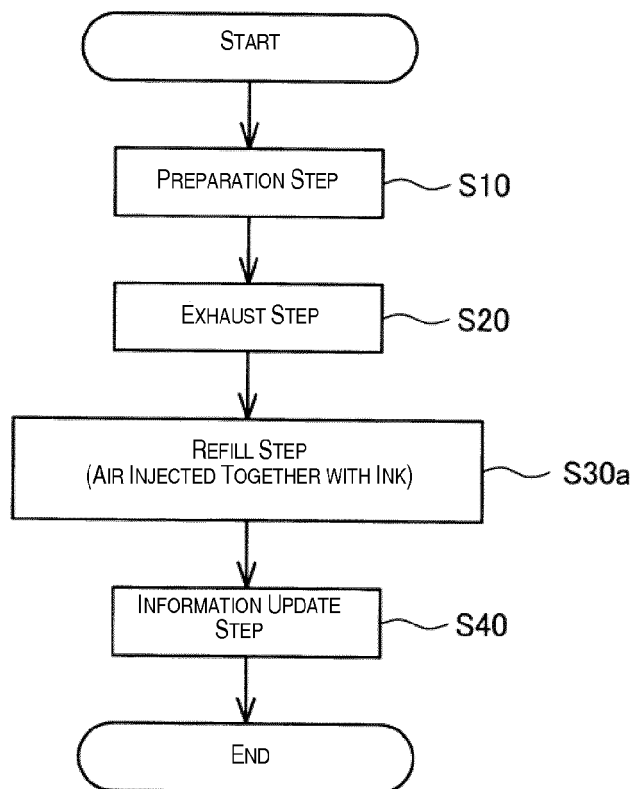 START
PREPARATION STEP
S10
EXHAUST STEP
S20
REFILL STEP
(AIR INJECTED TOGETHER WITH INK)
S30a
INFORMATION UPDATE
STEP
S40
END